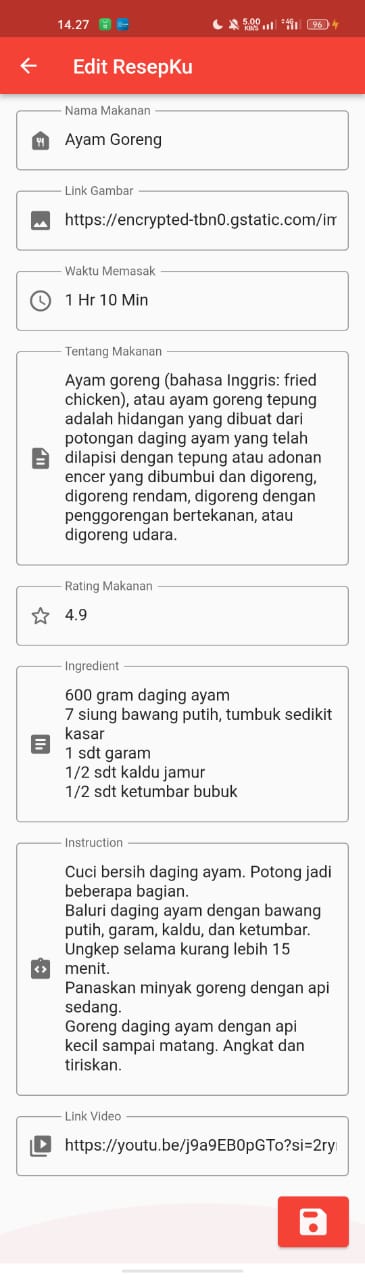 14.27
5.00
KB/S
4G
96
Edit ResepKu
Nama Makanan
Ayam Goreng
Link Gambar
https://encrypted-tbn0.gstatic.com/im
Waktu Memasak
1 Hr 10 Min
Tentang Makanan
Ayam goreng (bahasa Inggris: fried
chicken), atau ayam goreng tepung
adalah hidangan yang dibuat dari
potongan daging ayam yang telah
dilapisi dengan tepung atau adonan
encer yang dibumbui dan digoreng,
digoreng rendam, digoreng dengan
penggorengan bertekanan, atau
digoreng udara.
Rating Makanan
4.9
Ingredient
600 gram daging ayam
7 siung bawang putih, tumbuk sedikit
kasar
1 sdt garam
1/2 sdt kaldu jamur
1/2 sdt ketumbar bubuk
Instruction
Cuci bersih daging ayam. Potong jadi
beberapa bagian.
Baluri daging ayam dengan bawang
putih, garam, kaldu, dan ketumbar.
Ungkep selama kurang lebih 15
menit.
Panaskan minyak goreng dengan api
sedang.
Goreng daging ayam dengan api
kecil sampai matang. Angkat dan
tiriskan.
Link Video
https://youtu.be/j9a9EB0pGTo?si=2ry